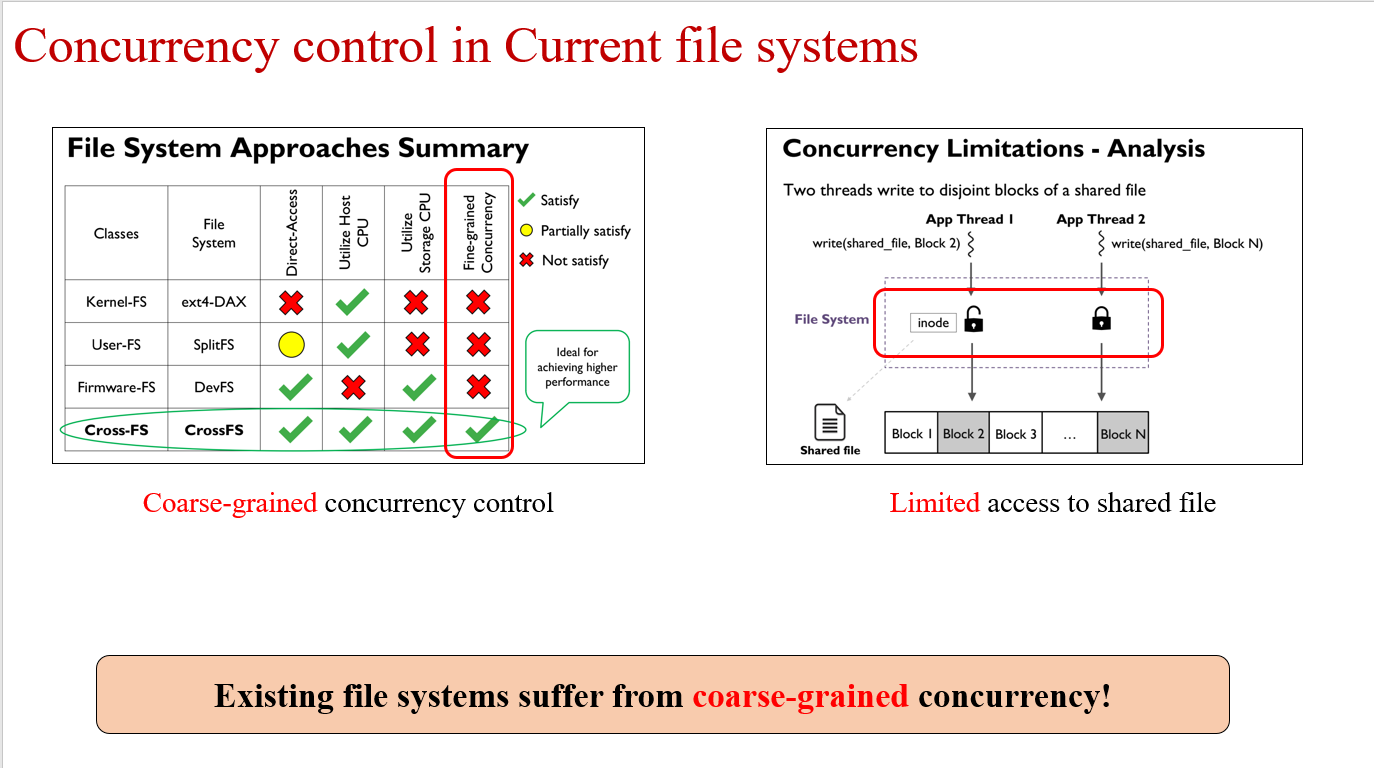 Concurrency control in Current file systems
File System Approaches Summary
Classes
File
System
Direct-Access
Utilize Host
CPU
Utilize
Storage CPU
Fine-grained
Concurrency
Satisfy
Partially satisfy
Not satisfy
Kernel-FS ext4-DAX
User-FS SplitFS
Firmware-FS DevFS
Cross-FS CrossFS
Ideal for
achieving higher
performance
Coarse-grained concurrency control
Concurrency Limitations - Analysis
Two threads write to disjoint blocks of a shared file
App Thread 1 App Thread 2
write(shared_file, Block 2) write(shared_file, Block N)
File System
inode
Shared file
Block 1 Block 2 Block 3 ... Block N
Limited access to shared file
Existing file systems suffer from coarse-grained concurrency!